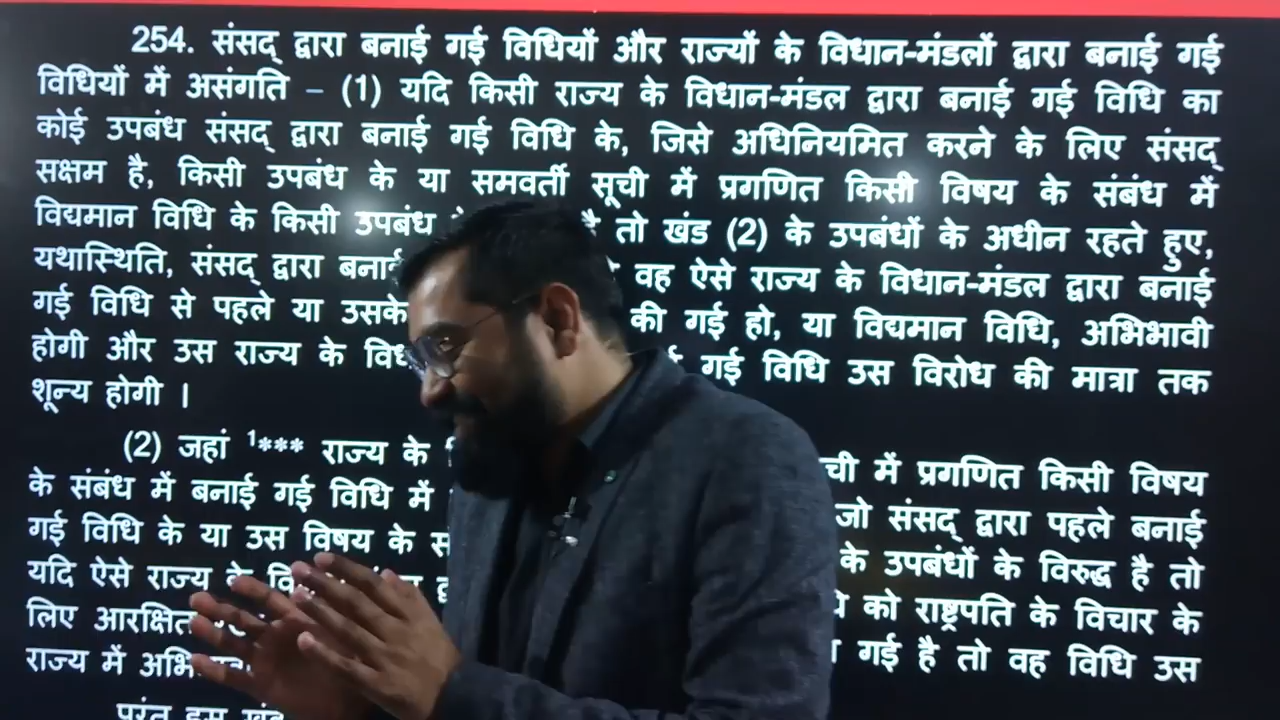 254. संसद् द्वारा बनाई गई विधियों और राज्यों के विधान-मंडलों द्वारा बनाई गई
विधियों में असंगति – (1) यदि किसी राज्य के विधान-मंडल द्वारा बनाई गई विधि का
कोई उपबंध संसद् द्वारा बनाई गई विधि के, जिसे अधिनियमित करने के लिए संसद्
सक्षम है, किसी उपबंध के या समवर्ती सूची में प्रगणित किसी विषय के संबंध में
विद्यमान विधि के किसी उपबंध है तो खंड (2) के उपबंधों के अधीन रहते हुए,
यथास्थिति, संसद् द्वारा बनाई वह ऐसे राज्य के विधान-मंडल द्वारा बनाई
गई विधि से पहले या उसके की गई हो, या विद्यमान विधि, अभिभावी
होगी और उस राज्य के गई विधि उस विरोध की मात्रा तक
शून्य होगी ।
(2) जहां 1*** राज्य के में प्रगणित किसी विषय
के संबंध में बनाई गई विधि में जो संसद् द्वारा पहले बनाई
गई विधि के या उस विषय के के उपबंधों के विरुद्ध है तो
यदि ऐसे राज्य के को राष्ट्रपति के विचार के
लिए आरक्षित गई है तो वह विधि उस
राज्य में
परंतु इस खंड